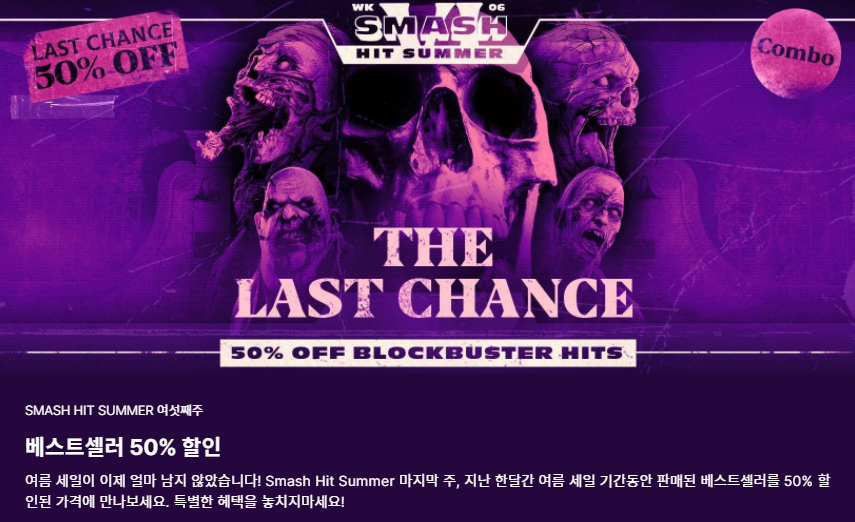 WK 06
SMASH
HIT SUMMER
LAST CHANCE
50% OFF
Combo
THE
LAST CHANCE
50% OFF BLOCKBUSTER HITS
SMASH HIT SUMMER 여섯째주
베스트셀러 50% 할인
여름 세일이 이제 얼마 남지 않았습니다! Smash Hit Summer 마지막 주, 지난 한달간 여름 세일 기간동안 판매된 베스트셀러를 50% 할
인된 가격에 만나보세요. 특별한 혜택을 놓치지마세요!